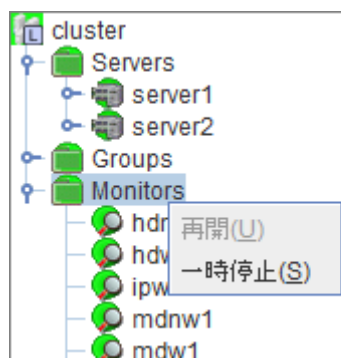 cluster
Servers
server1
server2
Groups
Monitors
再開(U)
一時停止(S)
mdnw1
mdw1